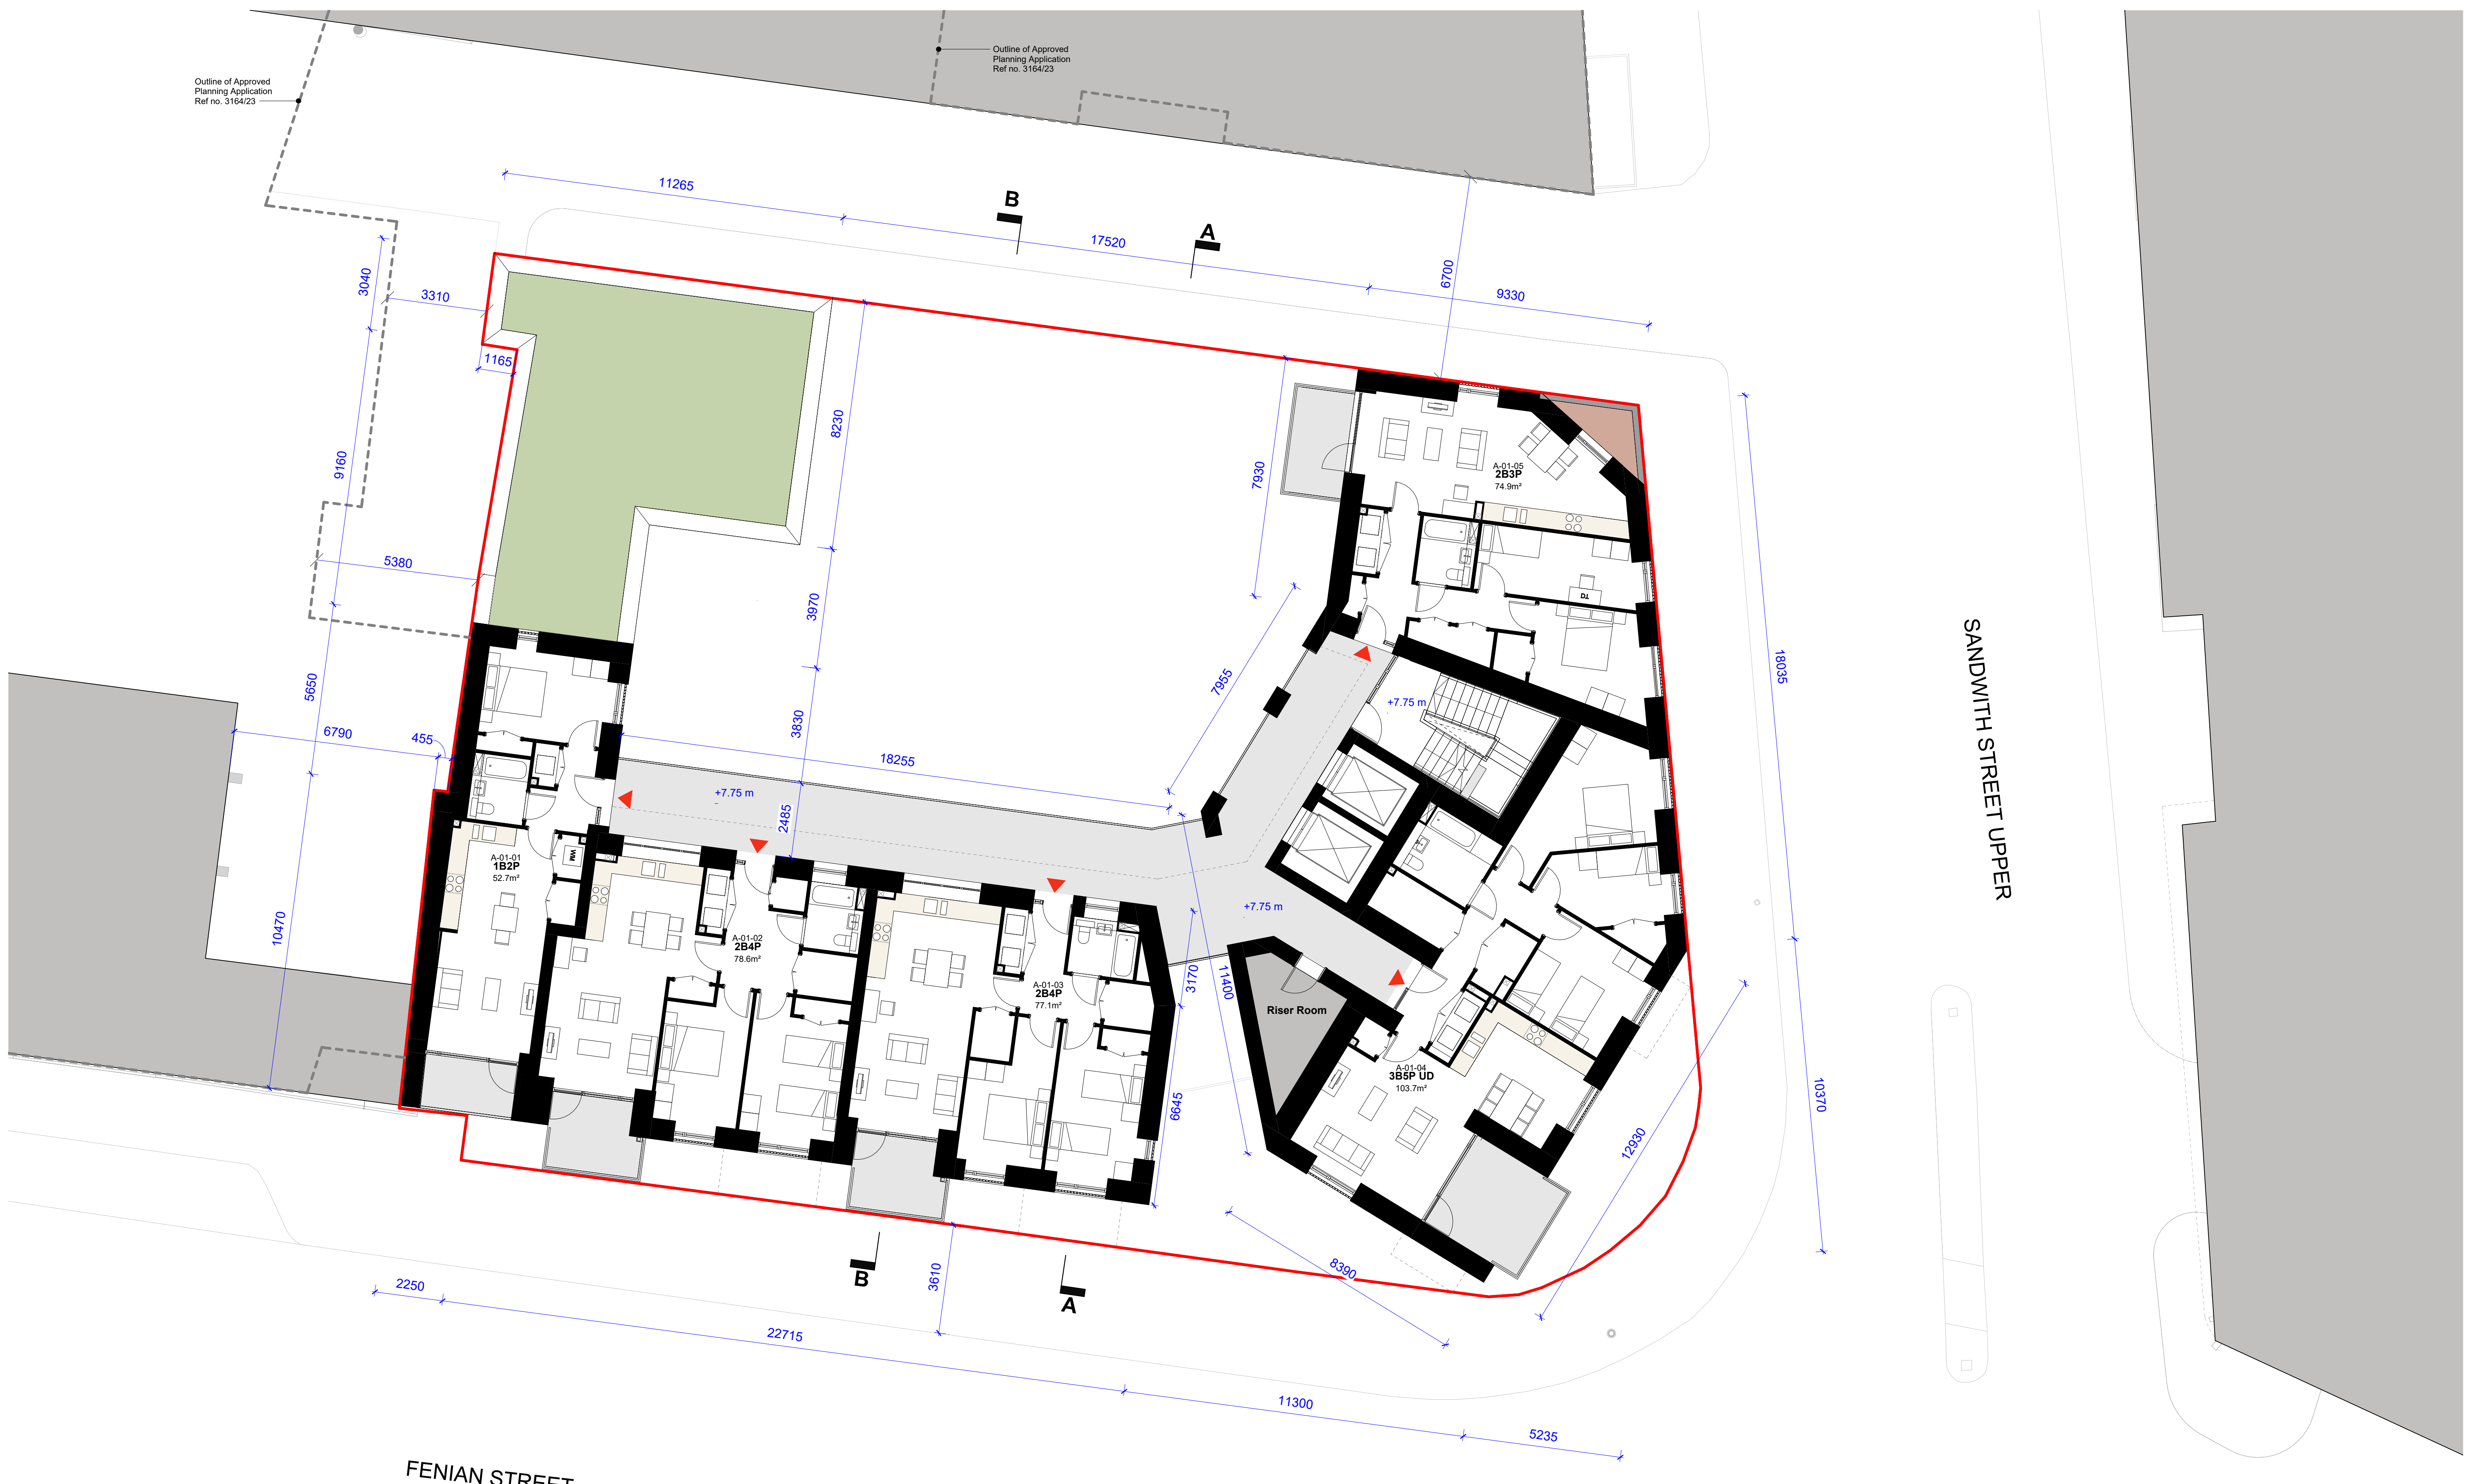 Outline of Approved
Planning Application
Ref no. 3164/23
Outline of Approved
Planning Application
Ref no. 3164/23
11265
B
A
17520
6700
9330
3040
3310
1165
8230
7930
9160
5380
3970
7955
18035
A-01-05
2B3P
74.9m²
TD
5650
6790
455
3830
18255
+7.75 m
2485
+7.75 m
+7.75 m
SANDWITH STREET UPPER
A-01-01
1B2P
52.7m²
WM
10470
A-01-02
2B4P
78.6m²
A-01-03
2B4P
77.1m²
3170
11400
Riser Room
A-01-04
3B5P UD
103.7m²
6645
10370
12930
8390
B
A
3610
2250
22715
11300
5235
FENIAN STREET